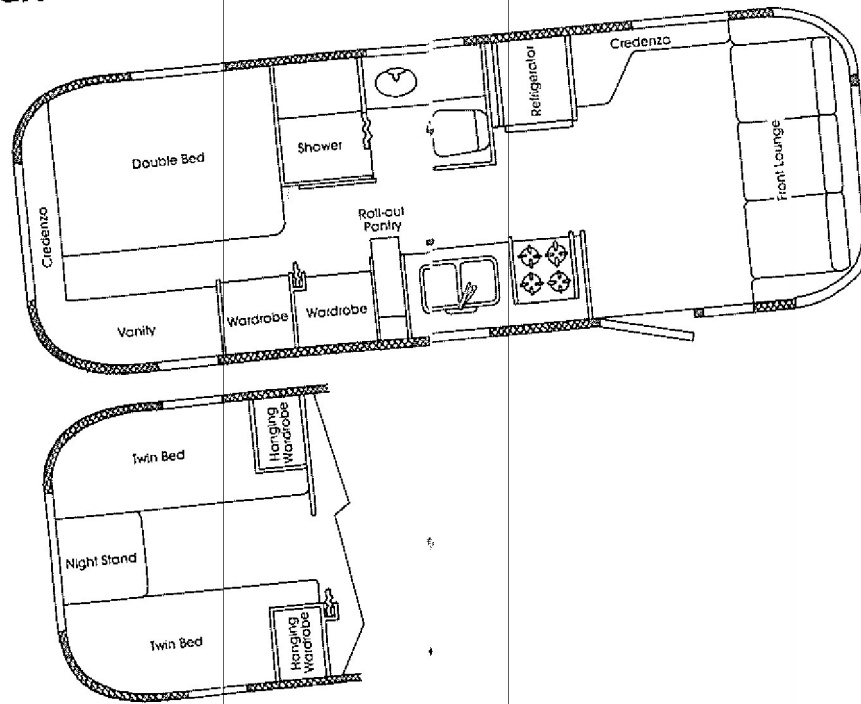 Credenza
Refrigerator
Front Lounge
Double Bed
Shower
Credenza
Roll-out
Pantry
Vanity
Wardrobe
Wardrobe
Hanging
Wardrobe
Twin Bed
Night Stand
Twin Bed
Hanging
Wardrobe